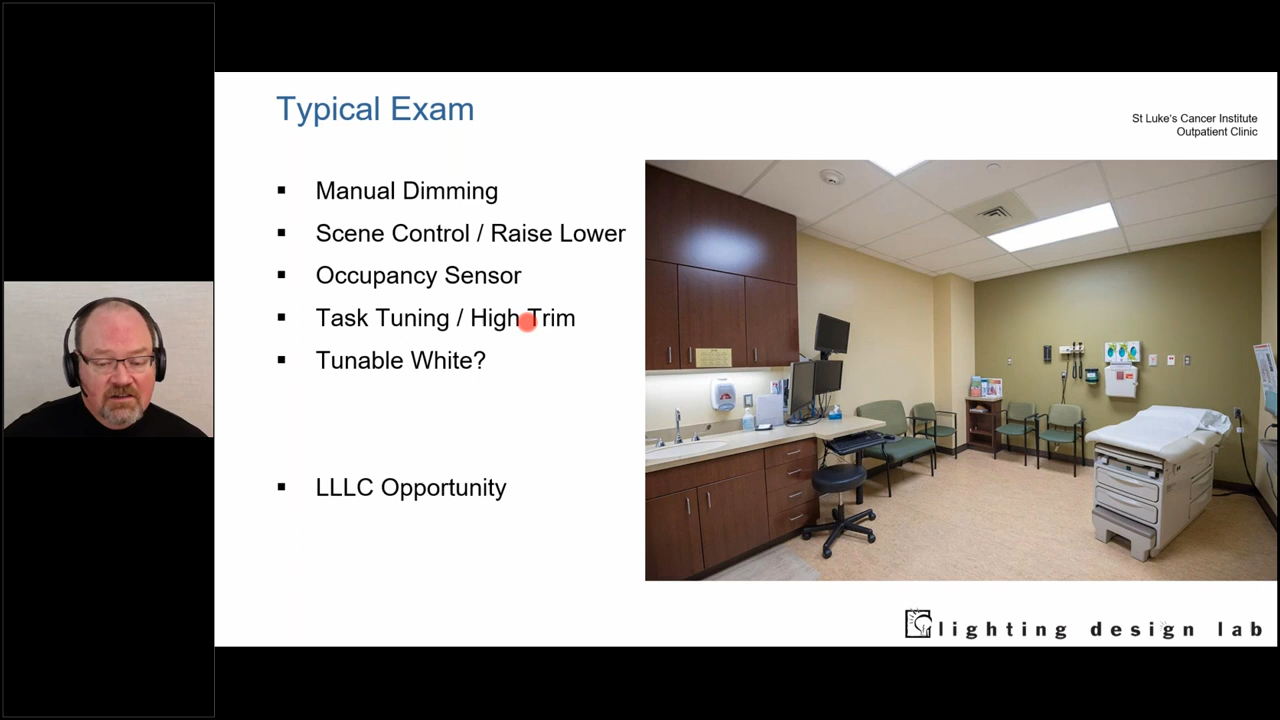 Typical Exam
St Luke's Cancer Institute
Outpatient Clinic
▪ Manual Dimming
▪ Scene Control / Raise Lower
▪ Occupancy Sensor
▪ Task Tuning / High Trim
▪ Tunable White?
▪ LLLC Opportunity
lighting design lab